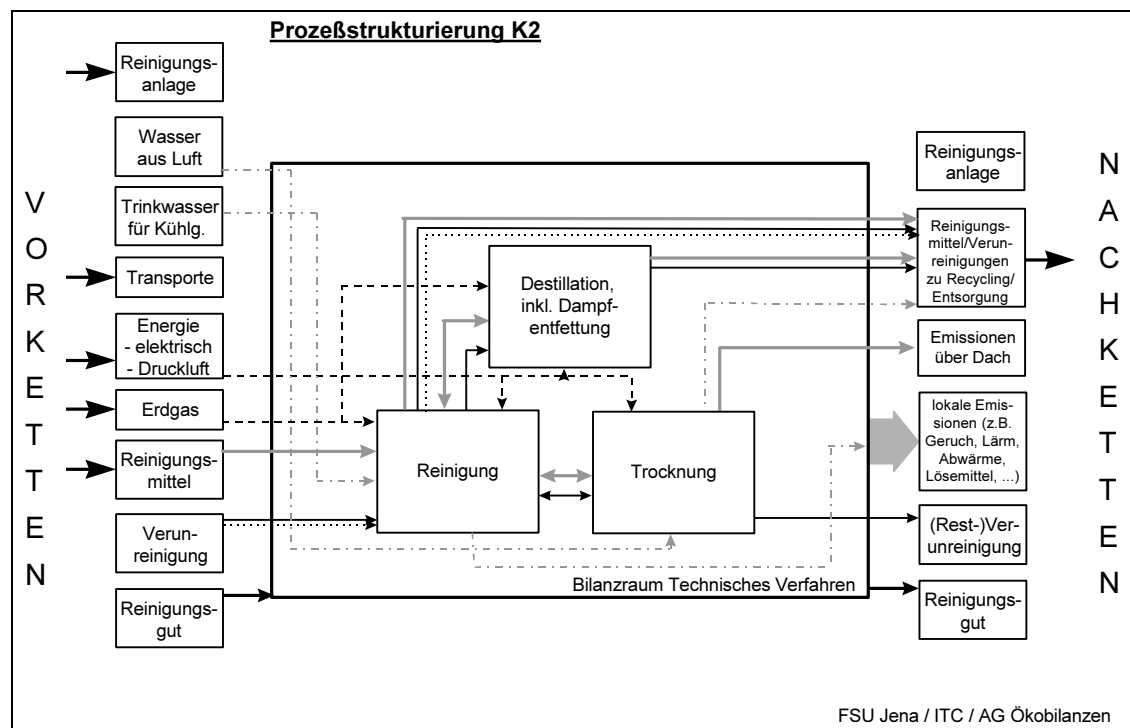 Prozeßstrukturierung K2
VORKETTEN
Reinigungs-
anlage
Wasser
aus Luft
Trinkwasser
für Kühlg.
Transporte
Energie
- elektrisch
- Druckluft
Erdgas
Reinigungs-
mittel
Verun-
reinigung
Reinigungs-
gut
Destillation,
inkl. Dampf-
entfettung
Reinigung
Trocknung
Bilanzraum Technisches Verfahren
Reinigungs-
anlage
Reinigungs-
mittel/Verun-
reinigungen
zu Recycling/
Entsorgung
Emissionen
über Dach
lokale Emis-
sionen (z.B.
Geruch, Lärm,
Abwärme,
Lösemittel, ...)
(Rest-)Ver-
unreinigung
Reinigungs-
gut
NACHKETTEN
FSU Jena / ITC / AG Ökobilanzen